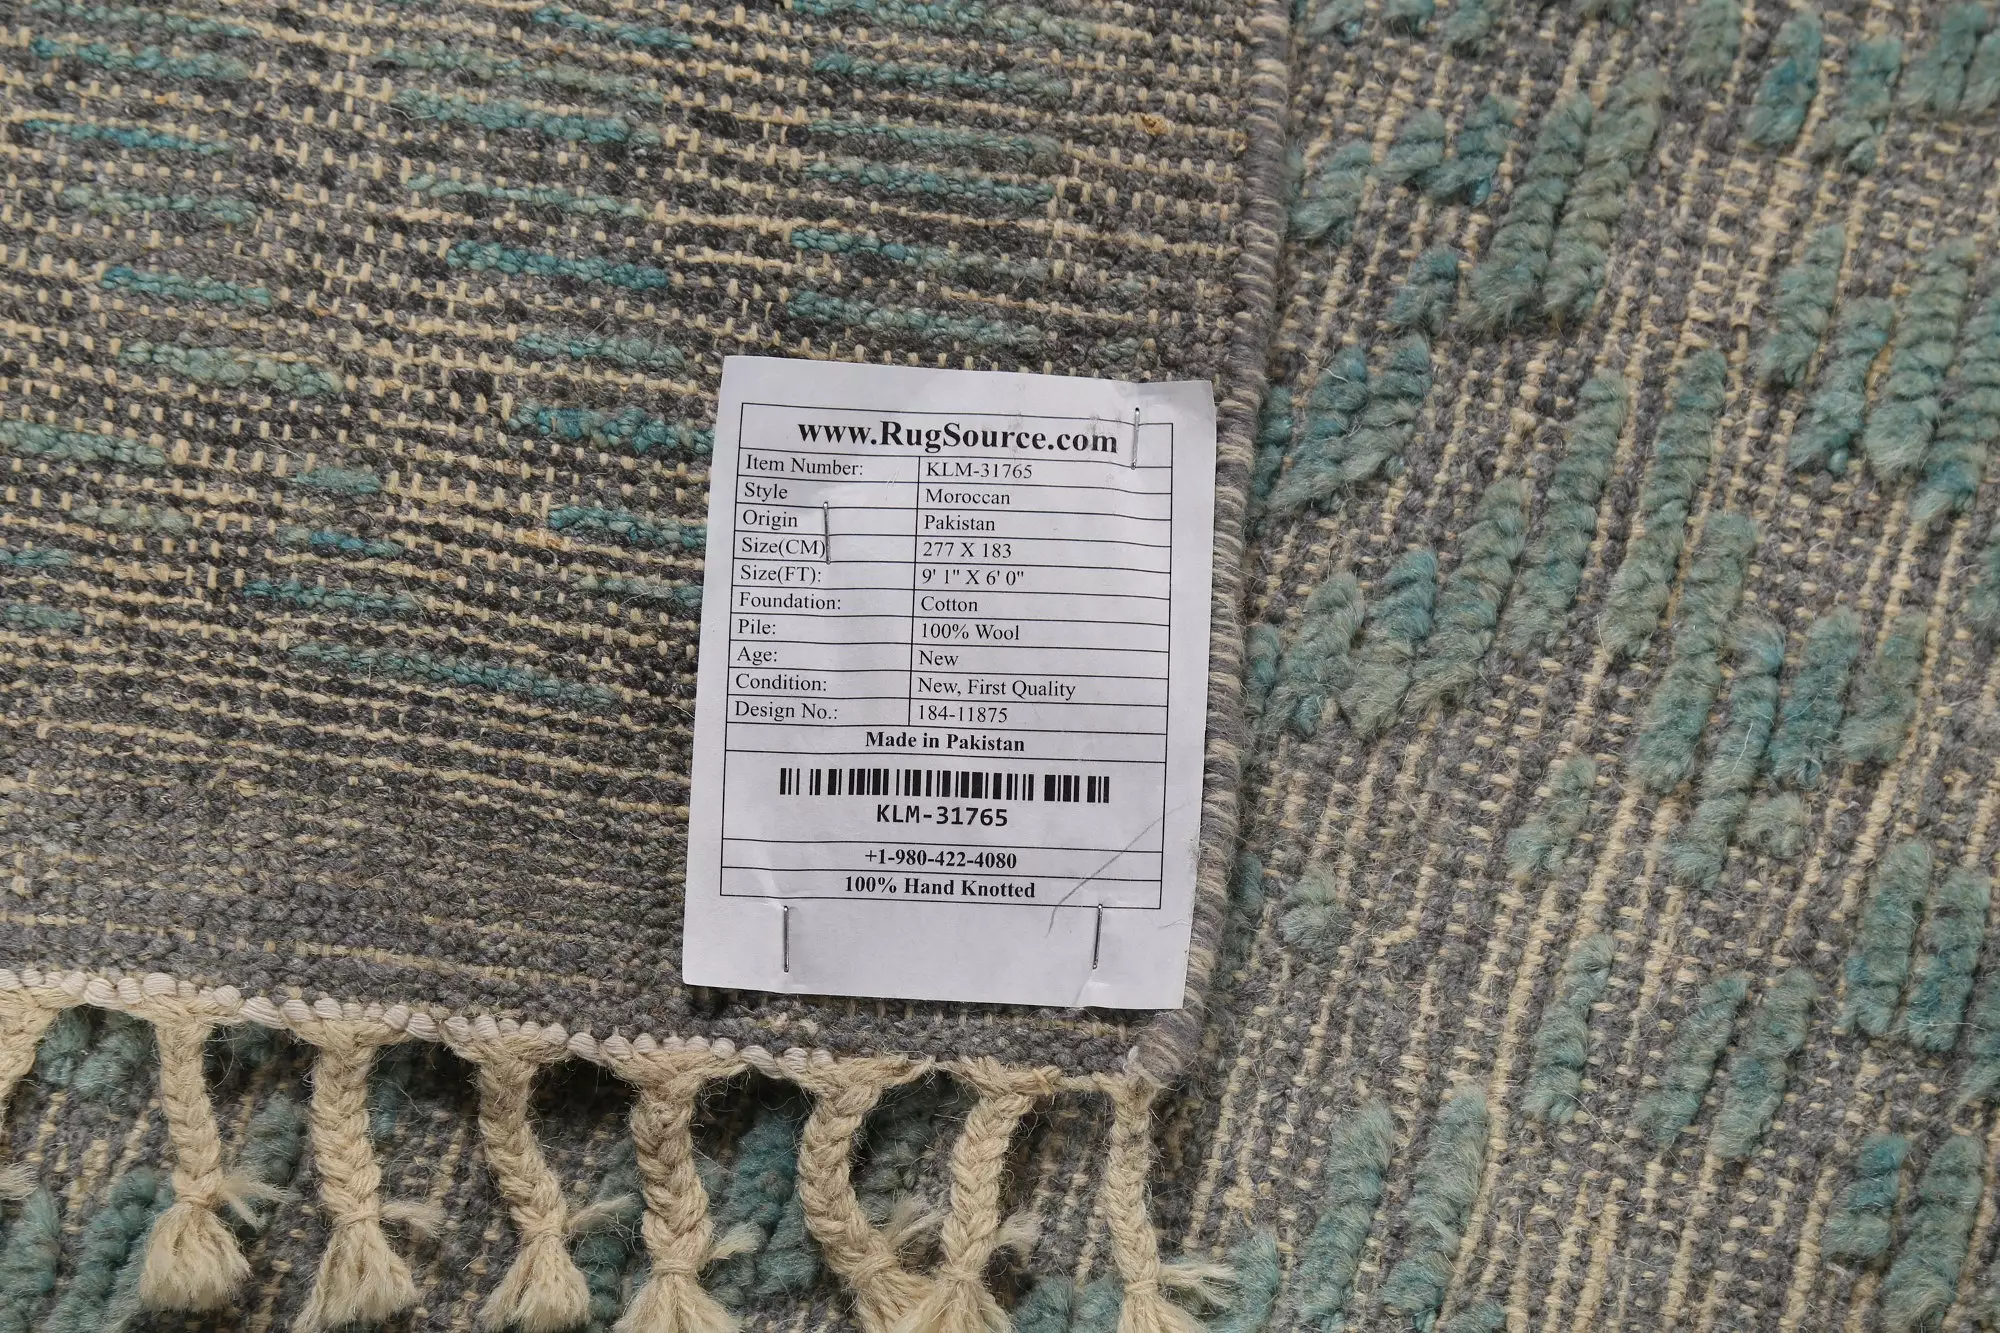 www.RugSource.com
Item Number: KLM-31765
Style Moroccan
Origin Pakistan
Size(CM) 277 X 183
Size(FT): 9' 1" X 6' 0"
Foundation: Cotton
Pile: 100% Wool
Age: New
Condition: New, First Quality
Design No.: 184-11875
Made in Pakistan
KLM-31765
+1-980-422-4080
100% Hand Knotted